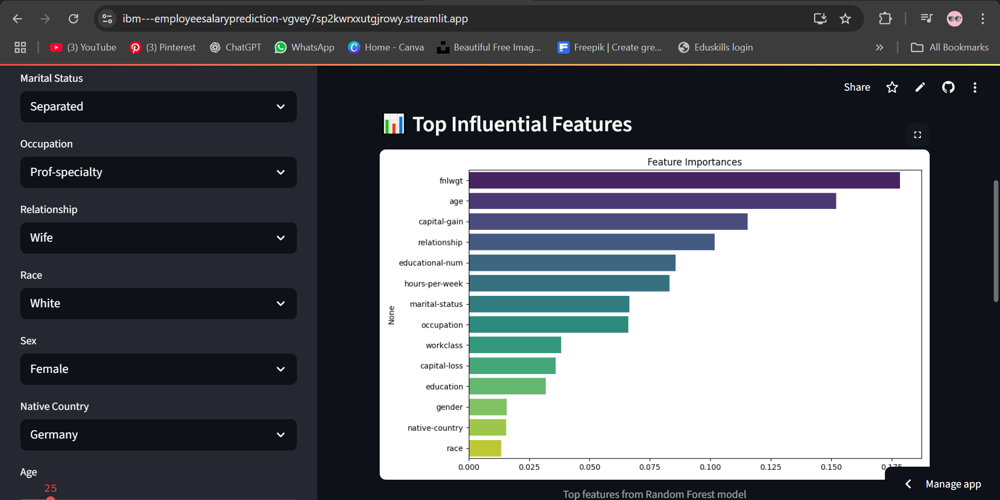 ibm---employeesalaryprediction-vgvey7sp2kwrxxutgjrowy.streamlit.app
(3) YouTube
(3) Pinterest
ChatGPT
WhatsApp
Home - Canva
Beautiful Free Imag...
Freepik | Create gre...
Eduskills login
All Bookmarks
Marital Status
Separated
Occupation
Prof-specialty
Relationship
Wife
Race
White
Sex
Female
Native Country
Germany
Age
25
Share
Top Influential Features
Feature Importances
fnlwgt
age
capital-gain
relationship
educational-num
hours-per-week
marital-status
occupation
workclass
capital-loss
education
gender
native-country
race
None
0.000 0.025 0.050 0.075 0.100 0.125 0.150 0.175
Top features from Random Forest model
Manage app